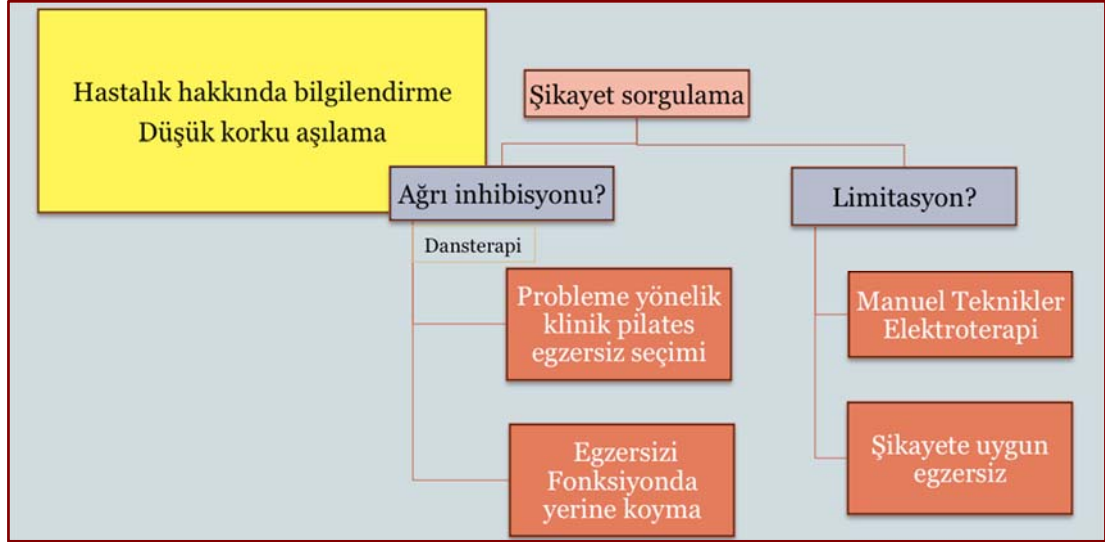 Hastalık hakkında bilgilendirme
Düşük korku aşılama
Şikayet sorgulama
Ağrı inhibisyonu?
Limitasyon?
Dansterapi
Probleme yönelik
klinik pilates
egzersiz seçimi
Manuel Teknikler
Elektroterapi
Egzersizi
Fonksiyonda
yerine koyma
Şikayete uygun
egzersiz